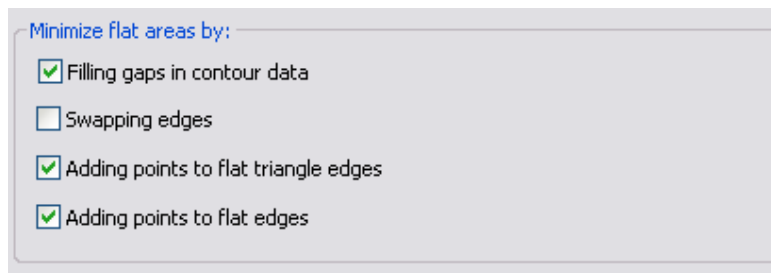 Minimize flat areas by:
Filling gaps in contour data
Swapping edges
Adding points to flat triangle edges
Adding points to flat edges